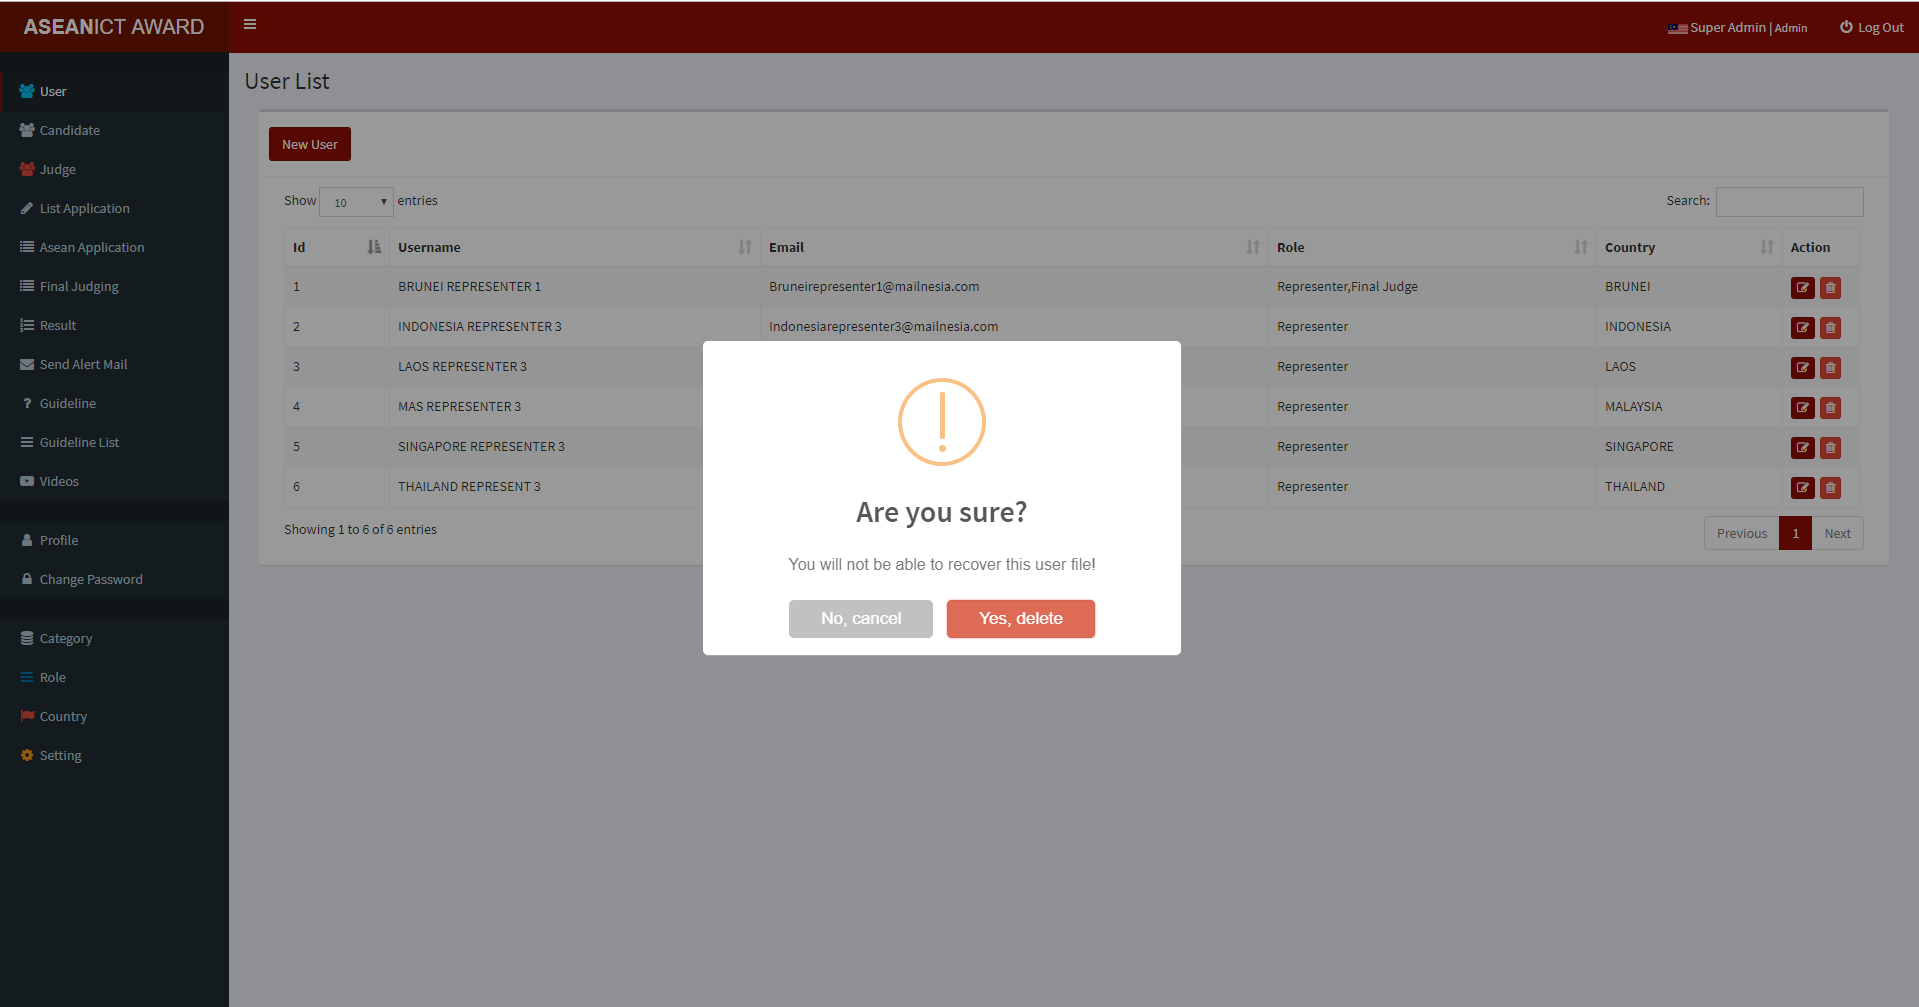 ASEANICT AWARD
Super Admin | Admin
Log Out
User
Candidate
Judge
List Application
Asean Application
Final Judging
Result
Send Alert Mail
Guideline
Guideline List
Videos
Profile
Change Password
Category
Role
Country
Setting
User List
New User
Show 10 entries
Search:
Id Username Email Role Country Action
1 BRUNEI REPRESENTER 1 Bruneirepresenter1@mailnesia.com Representer,Final Judge BRUNEI
2 INDONESIA REPRESENTER 3 Indonesiarepresenter3@mailnesia.com Representer INDONESIA
3 LAOS REPRESENTER 3 Representer LAOS
4 MAS REPRESENTER 3 Representer MALAYSIA
5 SINGAPORE REPRESENTER 3 Representer SINGAPORE
6 THAILAND REPRESENT 3 Representer THAILAND
Showing 1 to 6 of 6 entries
Previous 1 Next
Are you sure?
You will not be able to recover this user file!
No, cancel
Yes, delete